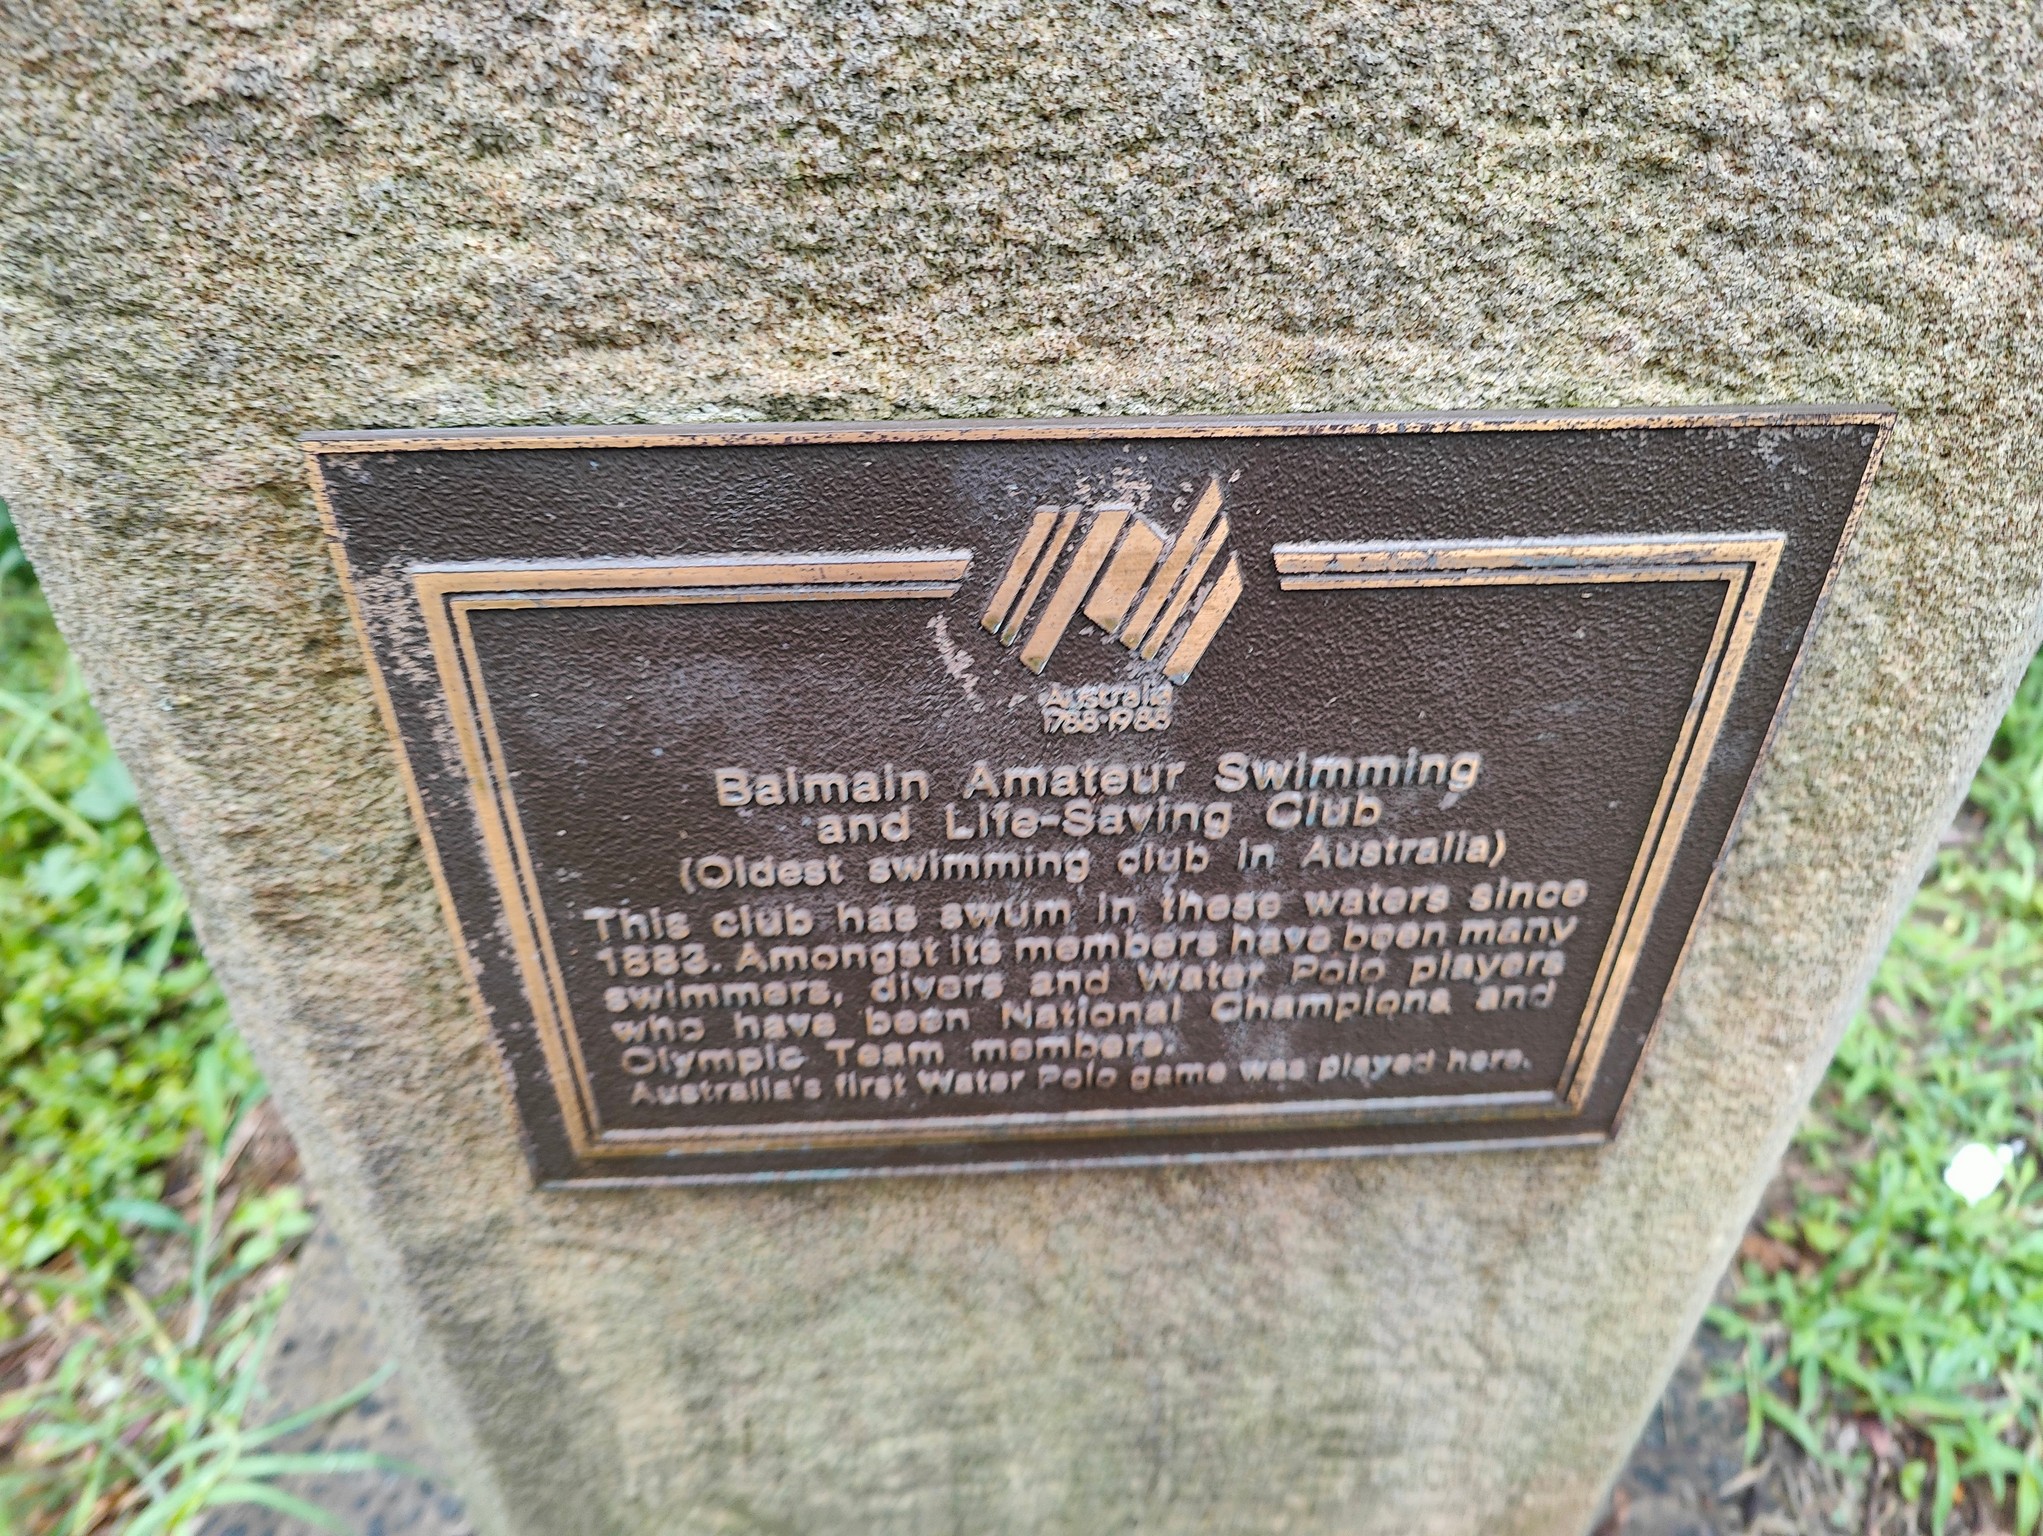 Australia
1788-1988
Balmain Amateur Swimming
and Life-Saving Club
(Oldest swimming club in Australia)
This club has swum in these waters since
1883. Amongst its members have been many
swimmers, divers and Water Polo players
who have been National Champions and
Olympic Team members.
Australia's first Water Polo game was played here.